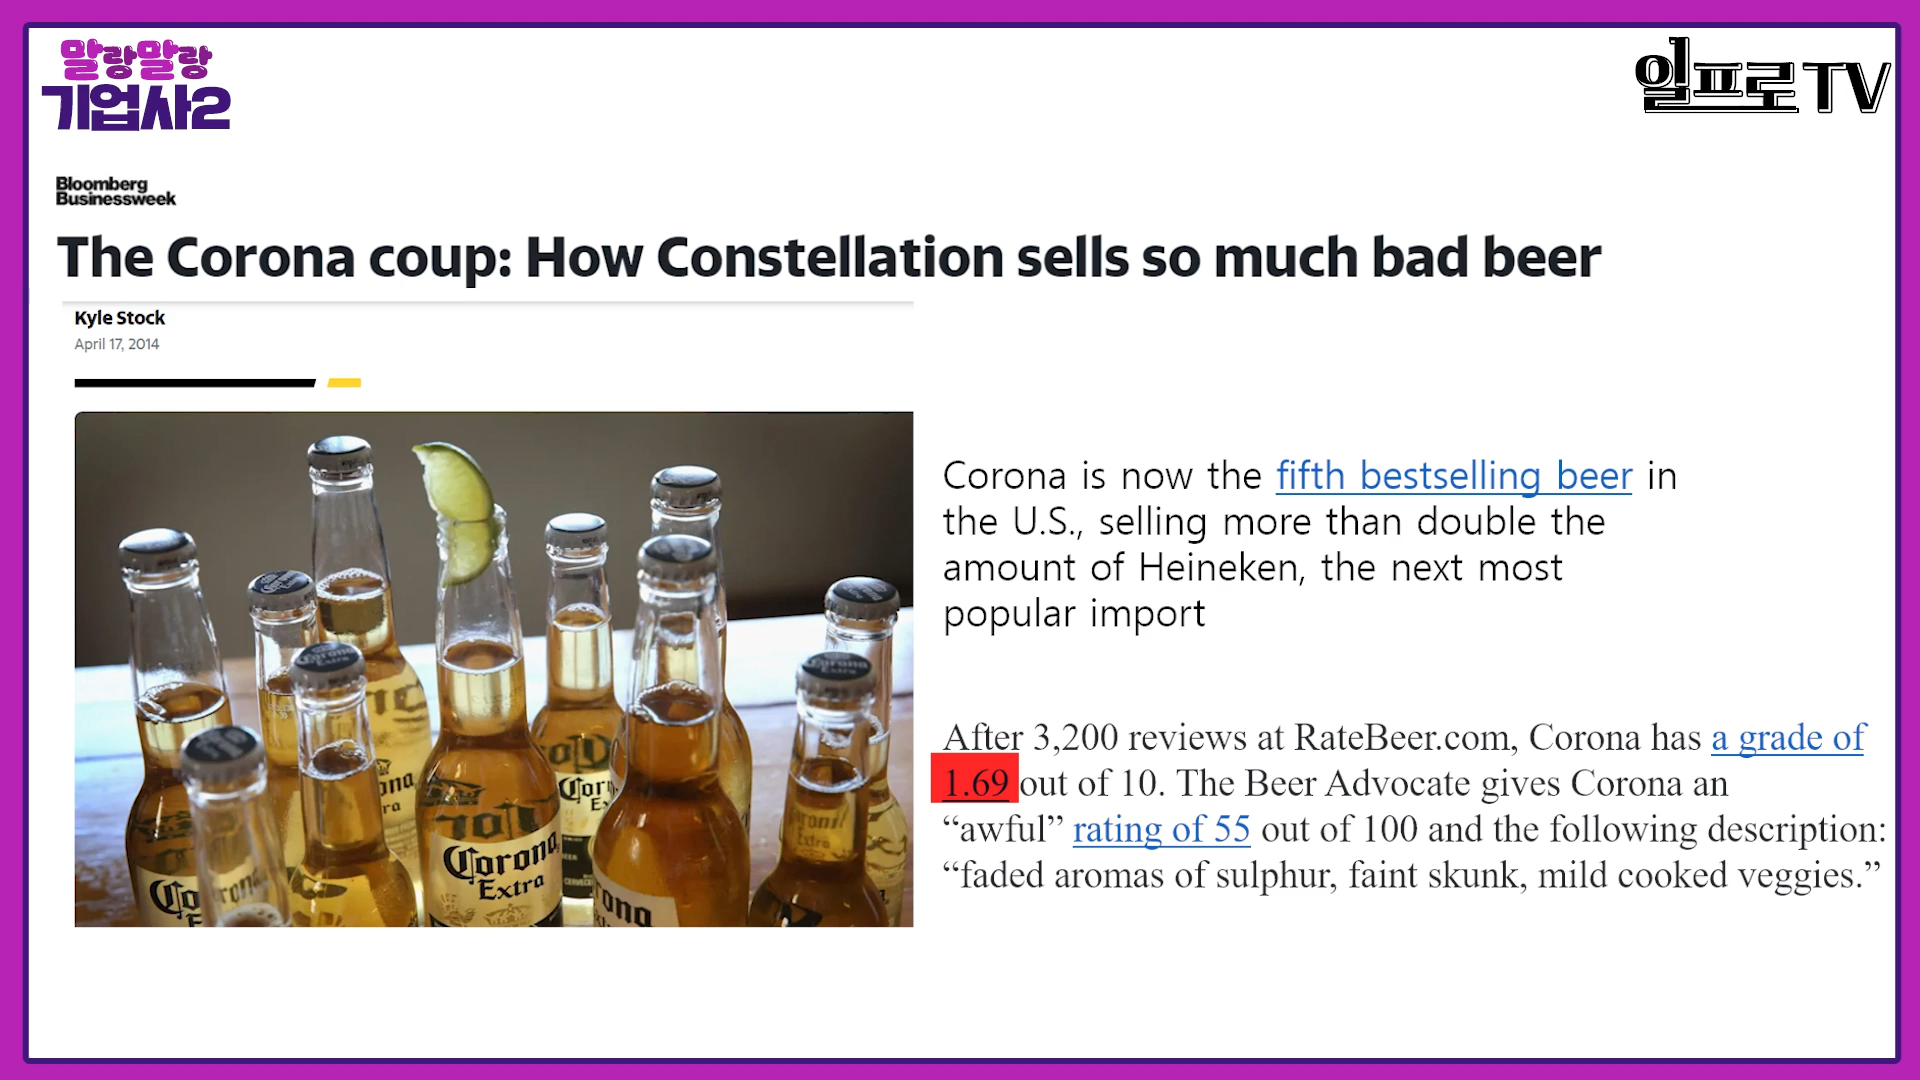 말랑말랑
기업사2
일프로TV
Bloomberg
Businessweek
The Corona coup: How Constellation sells so much bad beer
Kyle Stock
April 17, 2014
Corona is now the fifth bestselling beer in
the U.S., selling more than double the
amount of Heineken, the next most
popular import
After 3,200 reviews at RateBeer.com, Corona has a grade of
1.69 out of 10. The Beer Advocate gives Corona an
“awful” rating of 55 out of 100 and the following description:
“faded aromas of sulphur, faint skunk, mild cooked veggies.”
Corona
Extra